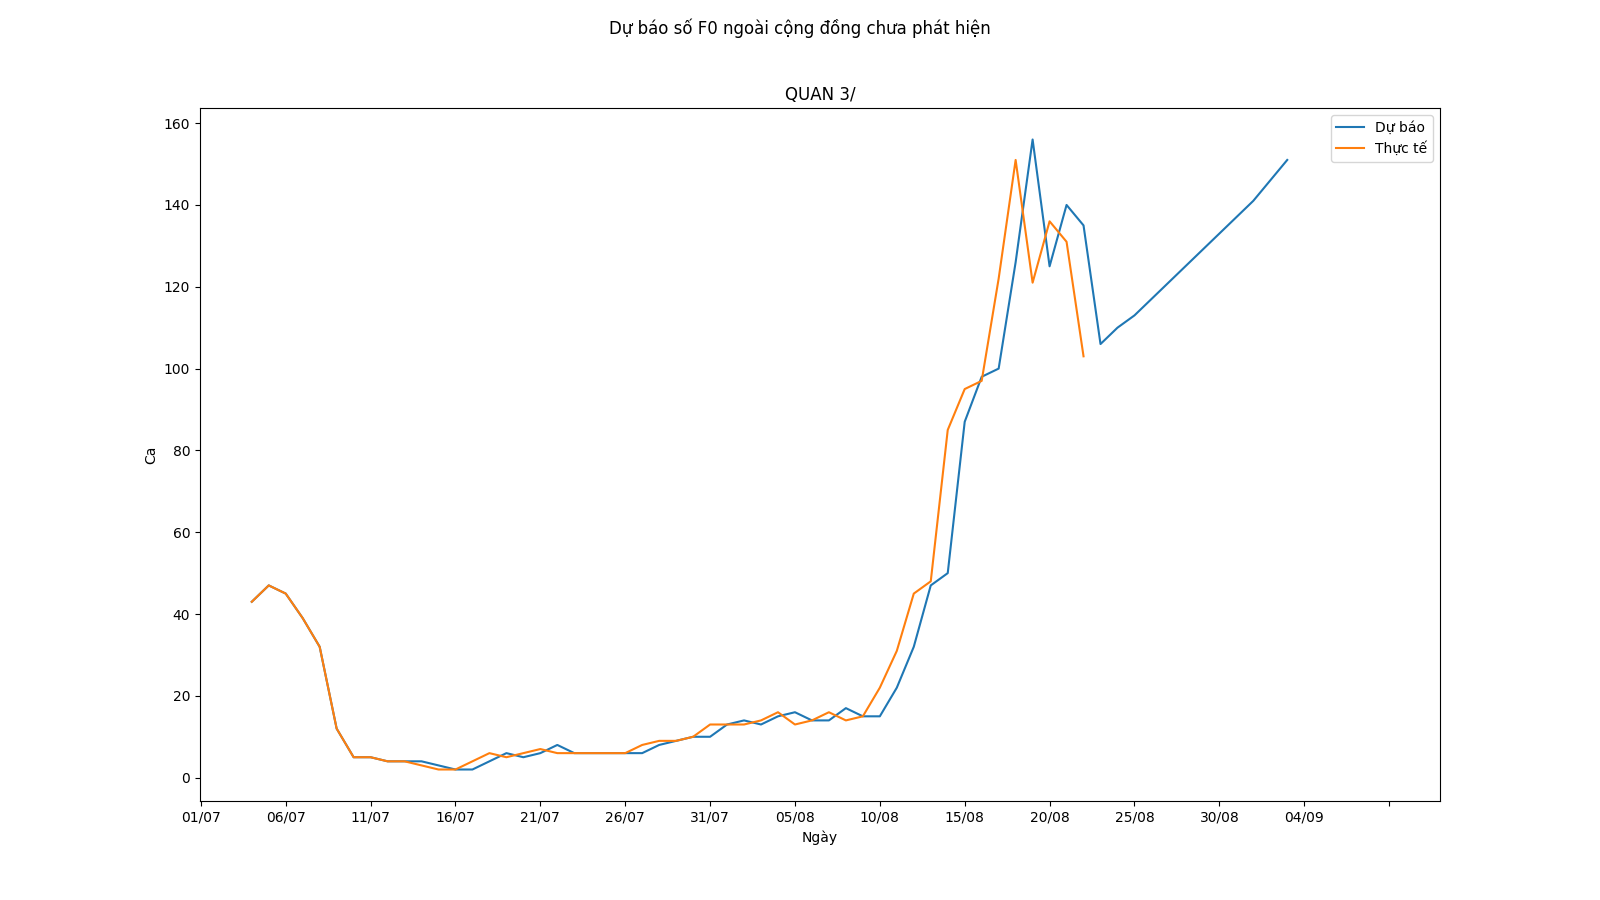 Dự báo số F0 ngoài cộng đồng chưa phát hiện
QUAN 3/
Dự báo
Thực tế
160
140
120
100
80
60
40
20
0
Ca
01/07 06/07 11/07 16/07 21/07 26/07 31/07 05/08 10/08 15/08 20/08 25/08 30/08 04/09
Ngày